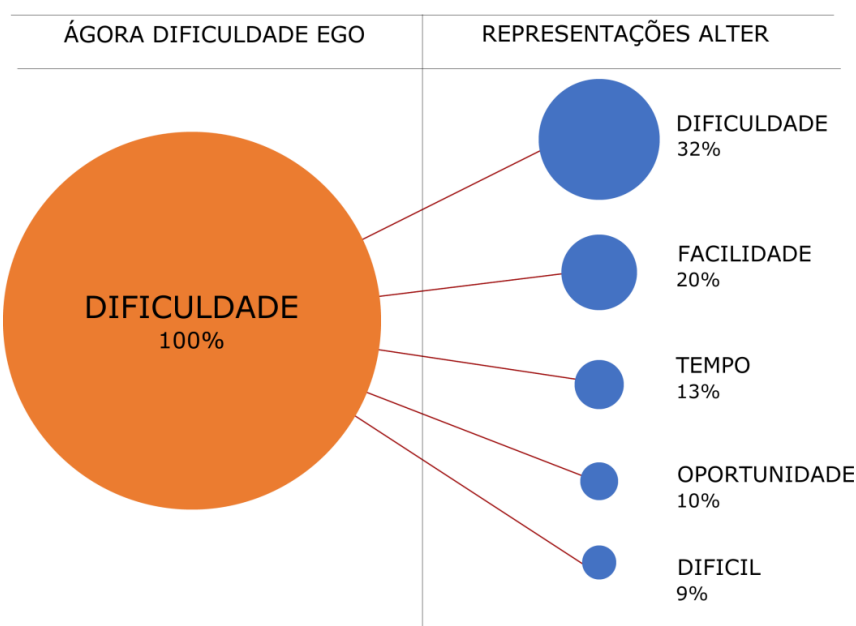 ÁGORA DIFICULDADE EGO
REPRESENTAÇÕES ALTER
DIFICULDADE
100%
DIFICULDADE
32%
FACILIDADE
20%
TEMPO
13%
OPORTUNIDADE
10%
DIFICIL
9%